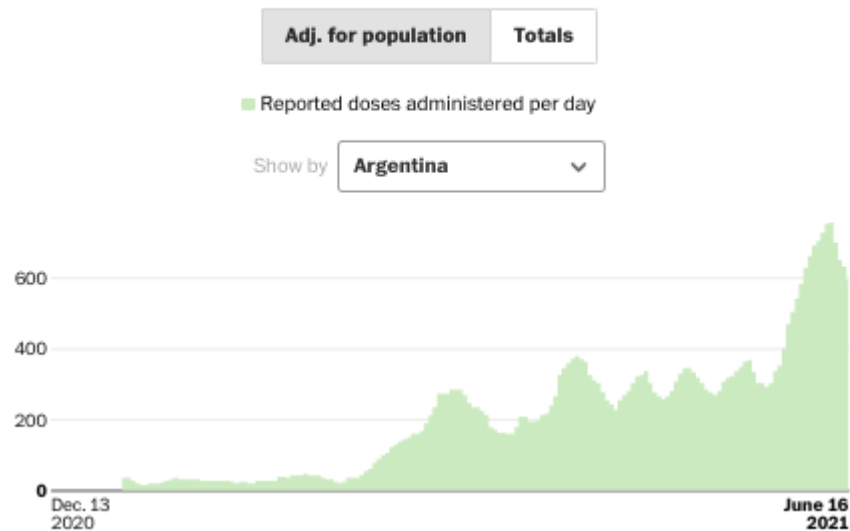 Adj. for population Totals
Reported doses administered per day
Show by Argentina
600
400
200
0
Dec. 13 June 16
2020 2021